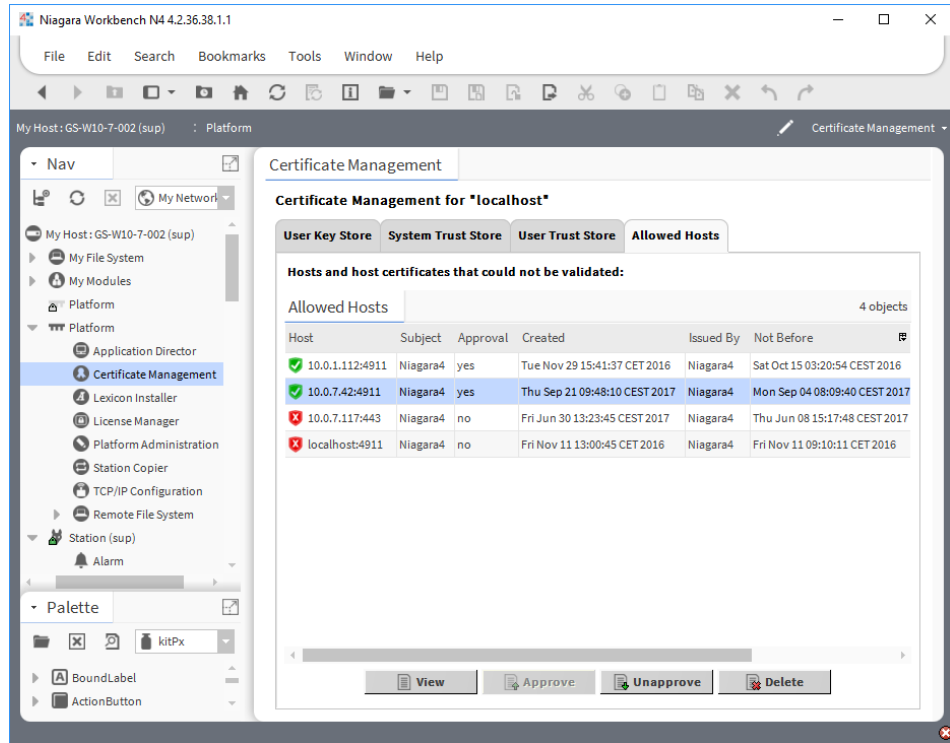 Niagara Workbench N4 4.2.36.38.1.1
File Edit Search Bookmarks Tools Window Help
My Host : GS-W10-7-002 (sup) : Platform Certificate Management
Nav
My Network
My Host : GS-W10-7-002 (sup)
My File System
My Modules
Platform
Platform
Application Director
Certificate Management
Lexicon Installer
License Manager
Platform Administration
Station Copier
TCP/IP Configuration
Remote File System
Station (sup)
Alarm
Palette
kitPx
BoundLabel
ActionButton
Certificate Management
Certificate Management for "localhost"
User Key Store System Trust Store User Trust Store Allowed Hosts
Hosts and host certificates that could not be validated:
Allowed Hosts 4 objects
Host Subject Approval Created Issued By Not Before
10.0.1.112:4911 Niagara4 yes Tue Nov 29 15:41:37 CET 2016 Niagara4 Sat Oct 15 03:20:54 CEST 2016
10.0.7.42:4911 Niagara4 yes Thu Sep 21 09:48:10 CEST 2017 Niagara4 Mon Sep 04 08:09:40 CEST 2017
10.0.7.117:443 Niagara4 no Fri Jun 30 13:23:45 CEST 2017 Niagara4 Thu Jun 08 15:17:48 CEST 2017
localhost:4911 Niagara4 no Fri Nov 11 13:00:45 CET 2016 Niagara4 Fri Nov 11 09:10:11 CET 2016
View Approve Unapprove Delete